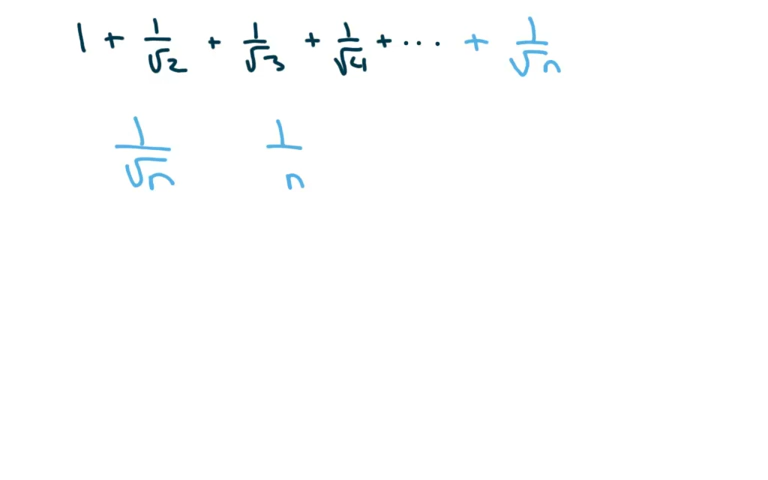 1 + 1/√2 + 1/√3 + 1/√4 + ··· + 1/√n
1/√n 1/n